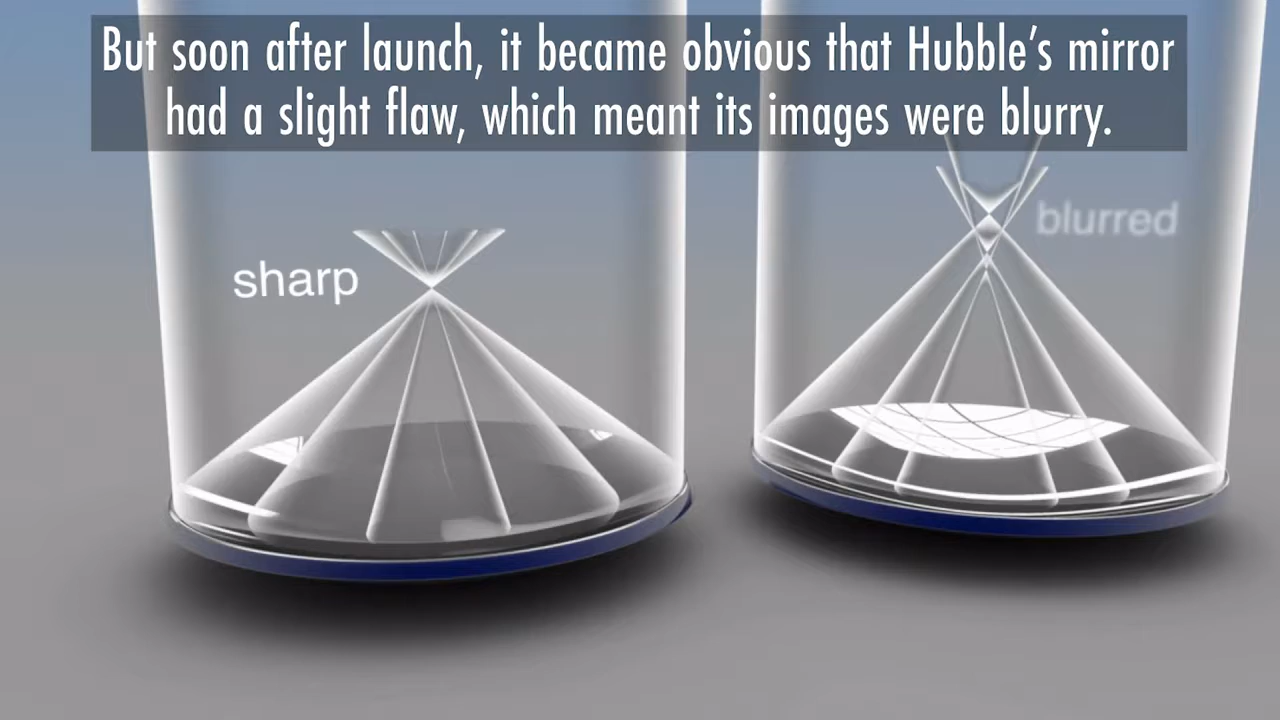 But soon after launch, it became obvious that Hubble's mirror
had a slight flaw, which meant its images were blurry.
sharp
blurred